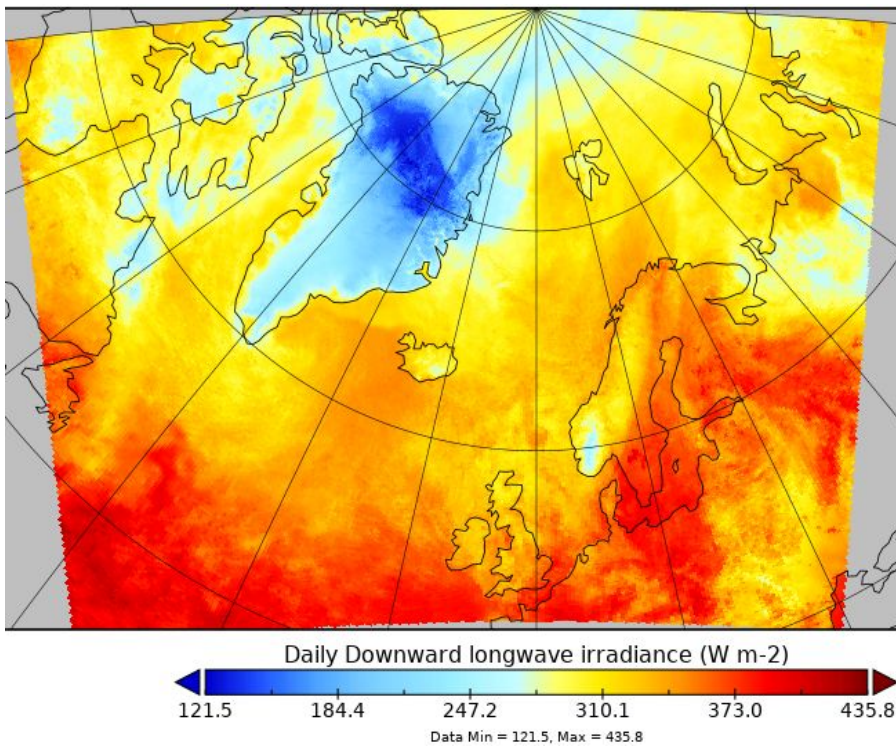 Daily Downward longwave irradiance (W m-2)
121.5 184.4 247.2 310.1 373.0 435.8
Data Min = 121.5, Max = 435.8